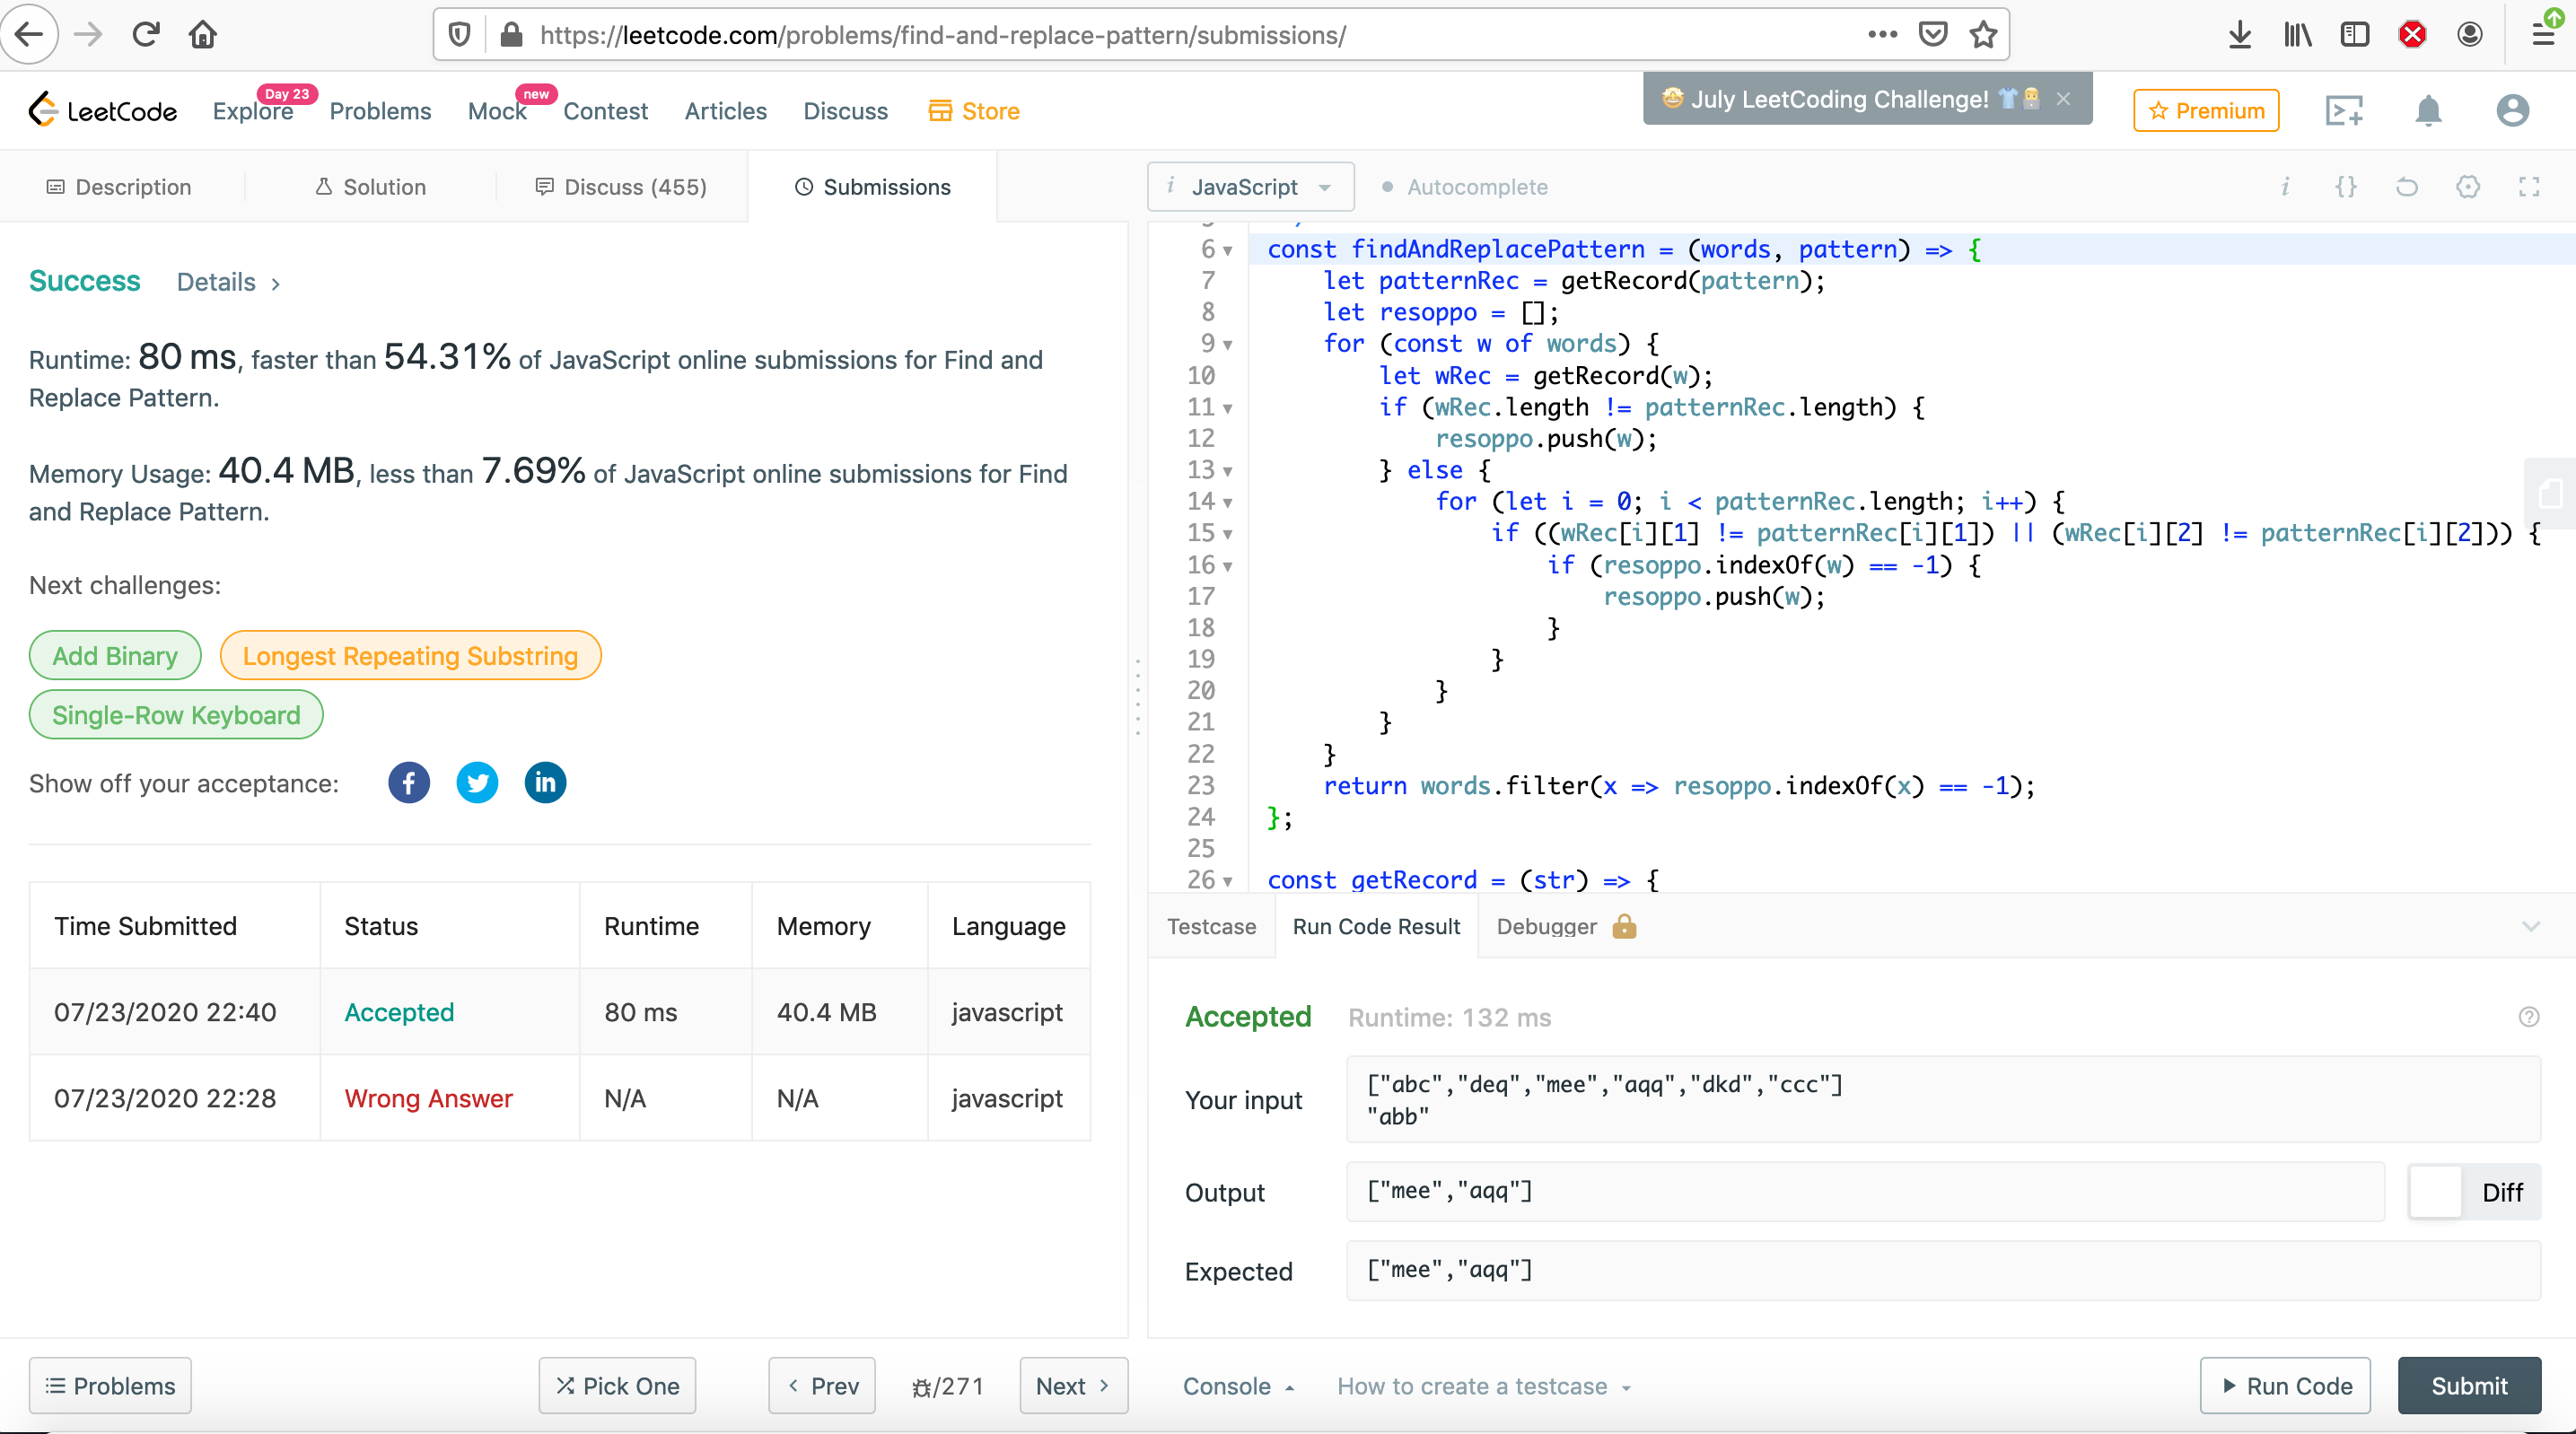 https://leetcode.com/problems/find-and-replace-pattern/submissions/
LeetCode
Explore
Day 23
Problems
Mock
new
Contest
Articles
Discuss
Store
July LeetCoding Challenge!
Premium
Description
Solution
Discuss (455)
Submissions
Success
Details
Runtime: 80 ms, faster than 54.31% of JavaScript online submissions for Find and
Replace Pattern.
Memory Usage: 40.4 MB, less than 7.69% of JavaScript online submissions for Find
and Replace Pattern.
Next challenges:
Add Binary
Longest Repeating Substring
Single-Row Keyboard
Show off your acceptance:
Time Submitted Status Runtime Memory Language
07/23/2020 22:40 Accepted 80 ms 40.4 MB javascript
07/23/2020 22:28 Wrong Answer N/A N/A javascript
Problems
Pick One
Prev
/271
Next
i JavaScript
Autocomplete
6 const findAndReplacePattern = (words, pattern) => {
7 let patternRec = getRecord(pattern);
8 let resoppo = [];
9 for (const w of words) {
10 let wRec = getRecord(w);
11 if (wRec.length != patternRec.length) {
12 resoppo.push(w);
13 } else {
14 for (let i = 0; i < patternRec.length; i++) {
15 if ((wRec[i][1] != patternRec[i][1]) || (wRec[i][2] != patternRec[i][2])) {
16 if (resoppo.indexOf(w) == -1) {
17 resoppo.push(w);
18 }
19 }
20 }
21 }
22 }
23 return words.filter(x => resoppo.indexOf(x) == -1);
24 };
25
26 const getRecord = (str) => {
Testcase
Run Code Result
Debugger
Accepted
Runtime: 132 ms
Your input
["abc","deq","mee","aqq","dkd","ccc"]
"abb"
Output
["mee","aqq"]
Diff
Expected
["mee","aqq"]
Console
How to create a testcase
Run Code
Submit